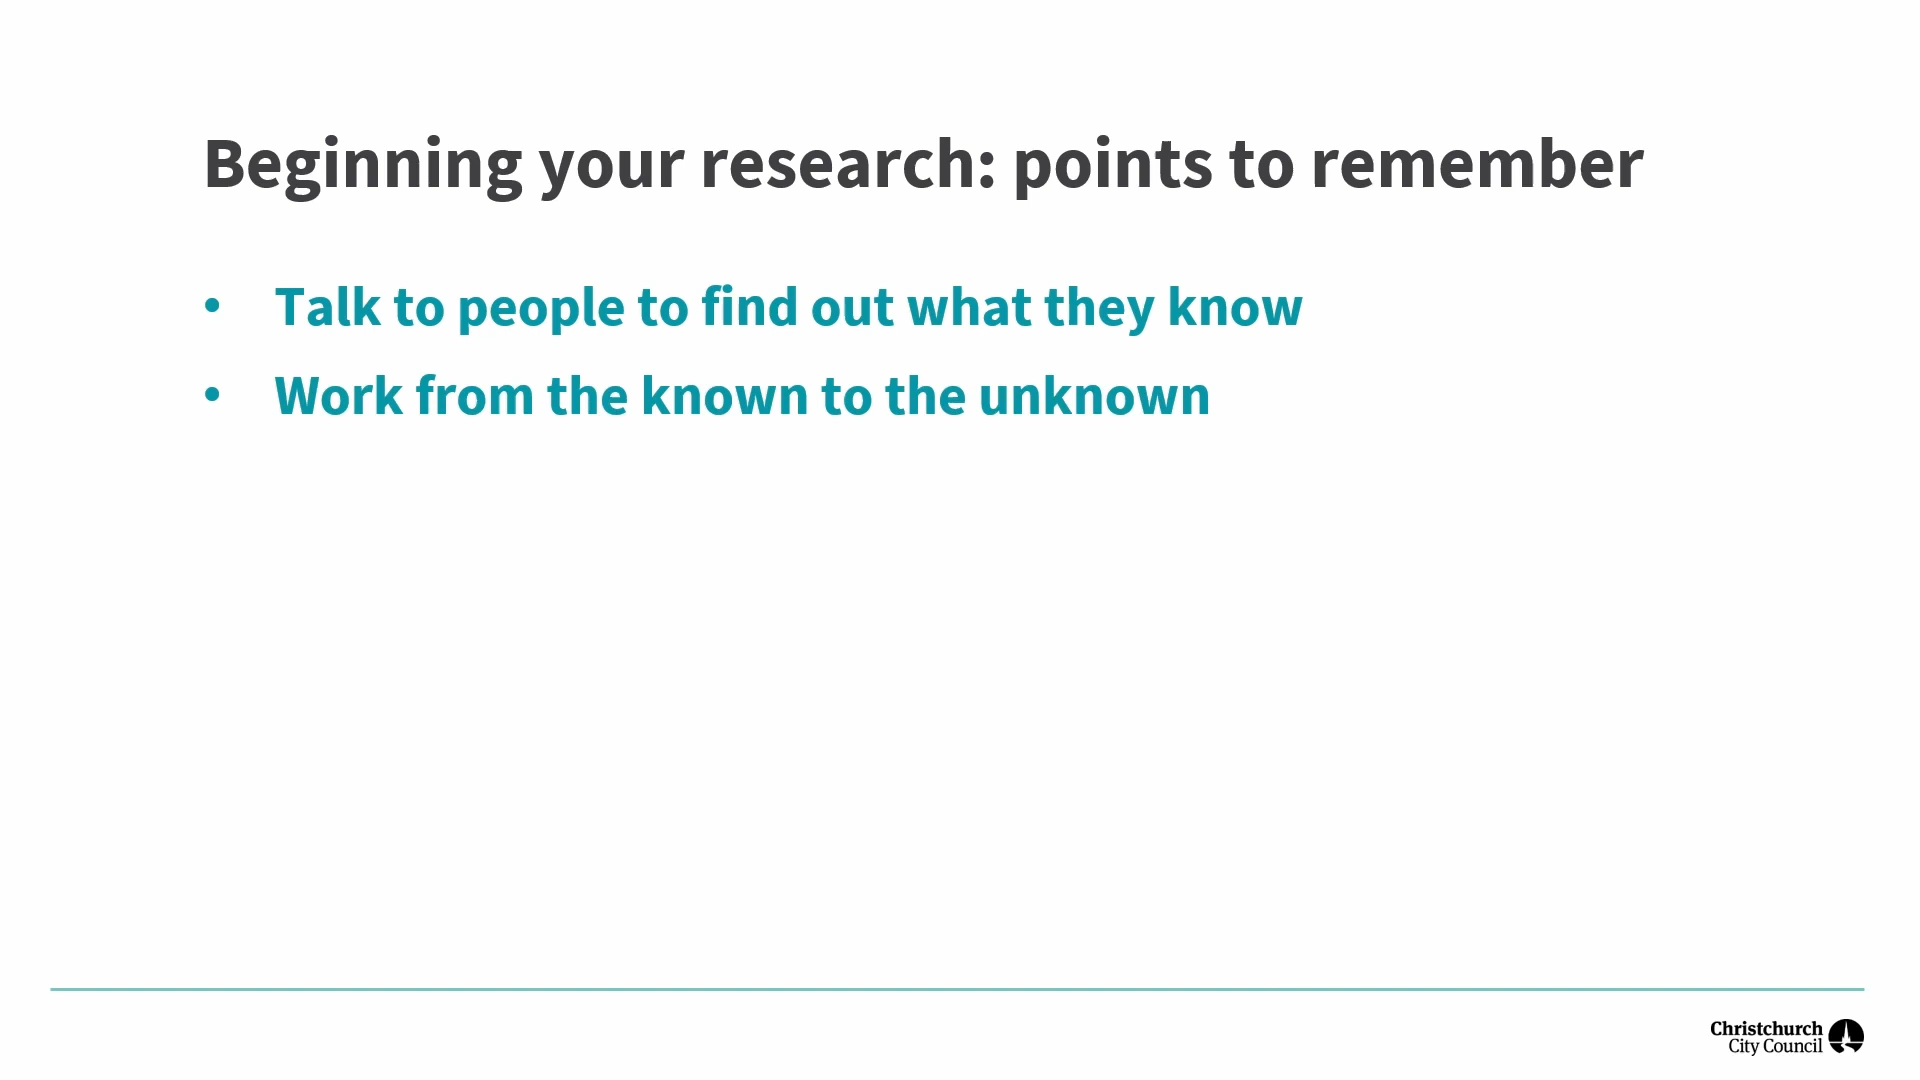 Beginning your research: points to remember
• Talk to people to find out what they know
• Work from the known to the unknown
Christchurch
City Council